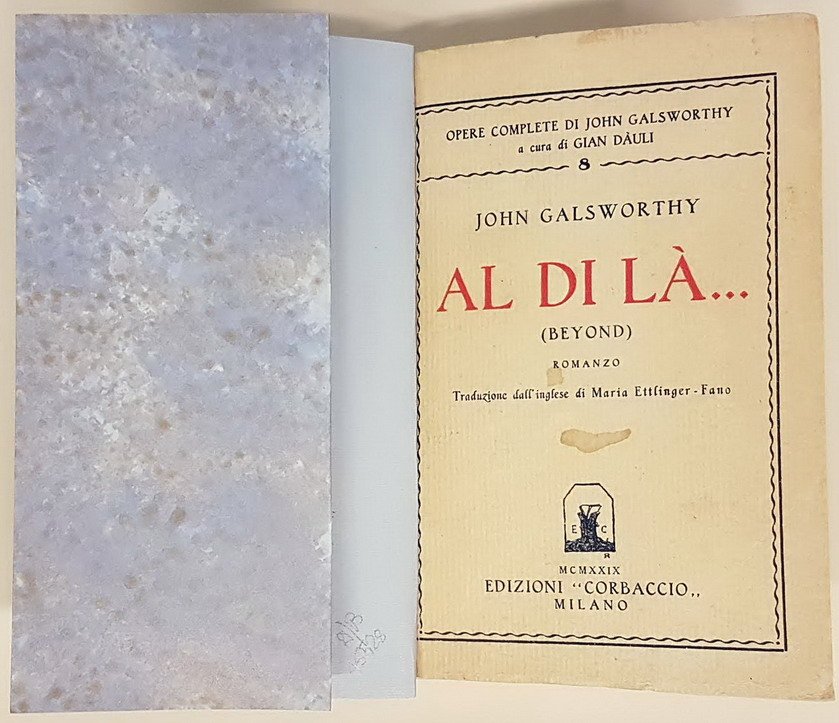 OPERE COMPLETE DI JOHN GALSWORTHY
a cura di GIAN DÀULI
8
JOHN GALSWORTHY
AL DI LÀ...
(BEYOND)
ROMANZO
Traduzione dall'inglese di Maria Ettlinger-Fano
E C
R
MCMXXIX
EDIZIONI "CORBACCIO„
MILANO